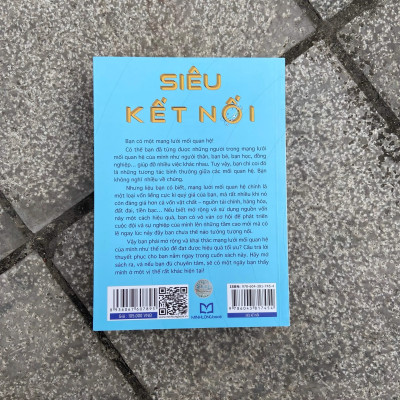 SIÊU
KẾT NỐI
Bạn có một mạng lưới mối quan hệ!
Có thể bạn đã từng được những người trong mạng lưới
mối quan hệ của mình như người thân, bạn bè, bạn học, đồng
nghiệp... giúp đỡ nhiều việc khác nhau. Tuy vậy, bạn chỉ coi đó
là những tương tác bình thường giữa các mối quan hệ. Bạn
không nghĩ nhiều về chúng.
Nhưng liệu bạn có biết, mạng lưới mối quan hệ chính là
một loại vốn liếng cực kì quý giá của bạn, mà rất nhiều khi nó
còn đáng giá hơn cả vốn vật chất - nguồn tài chính, hàng hóa,
đất đai, tiền bạc... Nếu biết mở rộng và sử dụng nguồn vốn
này một cách hiệu quả, bạn có vô vàn cơ hội để phát triển
cuộc đời và sự nghiệp của mình lên những tầm cao mới mà có
lẽ ngay lúc này đây bạn chưa thể nào tưởng tượng nổi.
Vậy bạn phải mở rộng và khai thác mạng lưới mối quan hệ
của mình như thế nào để đạt được hiệu quả tối ưu? Câu trả lời
thuyết phục cho bạn nằm ngay trong cuốn sách này. Hãy mở
sách ra, và nếu bạn đủ chuyên tâm, sẽ có một ngày bạn thấy
mình ở một vị thế rất khác hiện tại!
MINHLONGbook